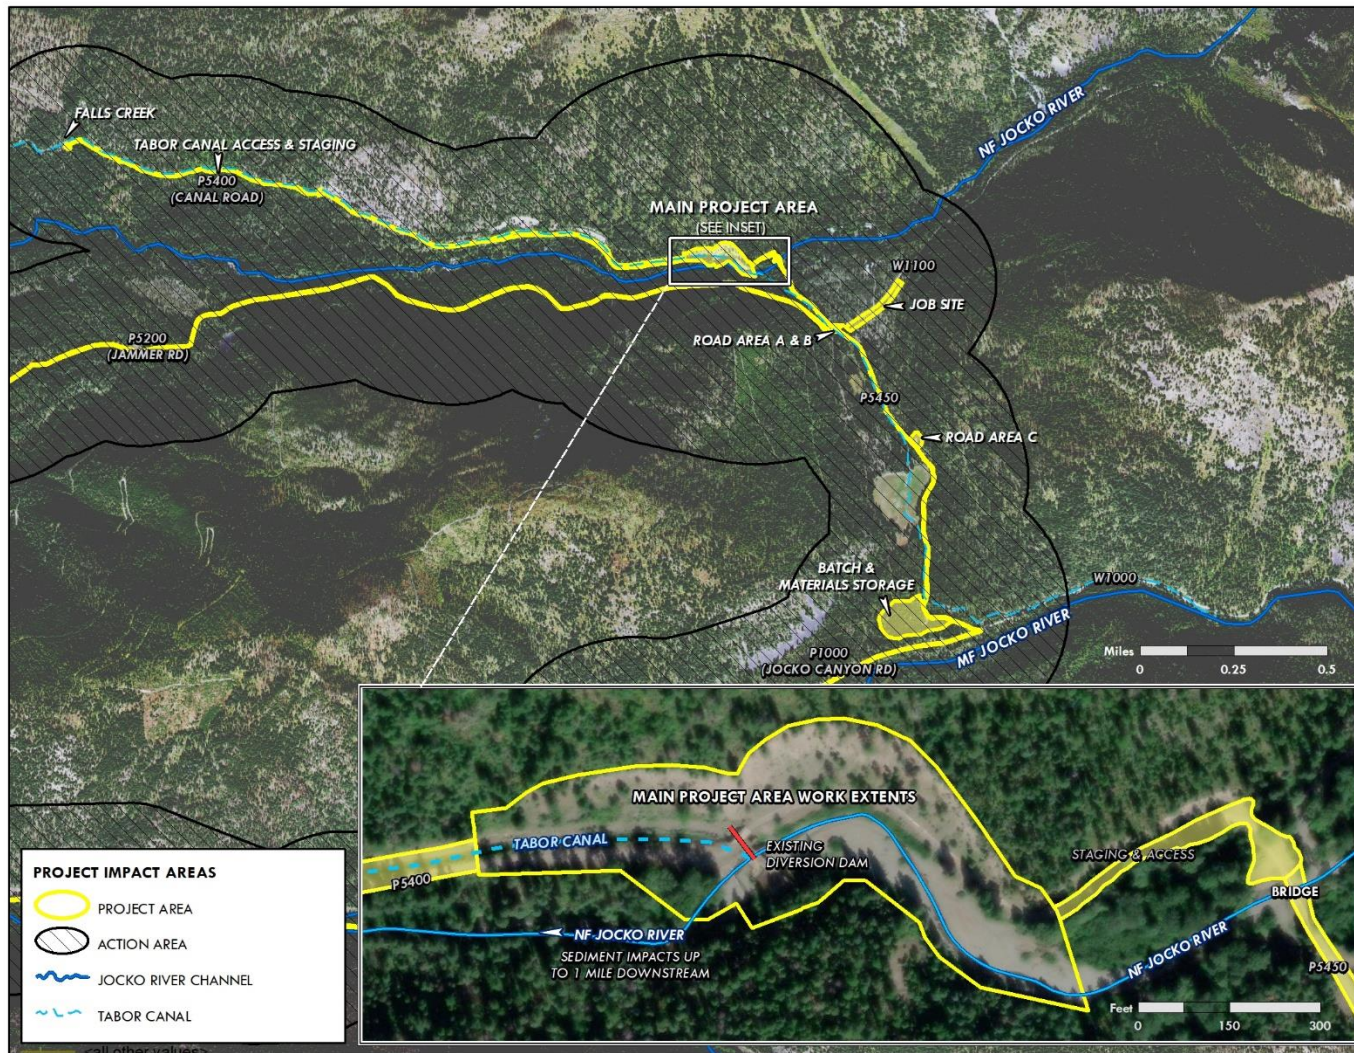 FALLS CREEK
TABOR CANAL ACCESS & STAGING
P5400
(CANAL ROAD)
NF JOCKO RIVER
MAIN PROJECT AREA
(SEE INSET)
W1100
JOB SITE
P5200
(JAMMER RD)
ROAD AREA A & B
P5450
ROAD AREA C
BATCH &
MATERIALS STORAGE
W1000
P1000
(JOCKO CANYON RD)
MF JOCKO RIVER
Miles
0 0.25 0.5
MAIN PROJECT AREA WORK EXTENTS
TABOR CANAL
EXISTING
DIVERSION DAM
P5400
STAGING & ACCESS
BRIDGE
NF JOCKO RIVER
SEDIMENT IMPACTS UP
TO 1 MILE DOWNSTREAM
NF JOCKO RIVER
P5450
Feet
0 150 300
PROJECT IMPACT AREAS
PROJECT AREA
ACTION AREA
JOCKO RIVER CHANNEL
TABOR CANAL
<all other values>